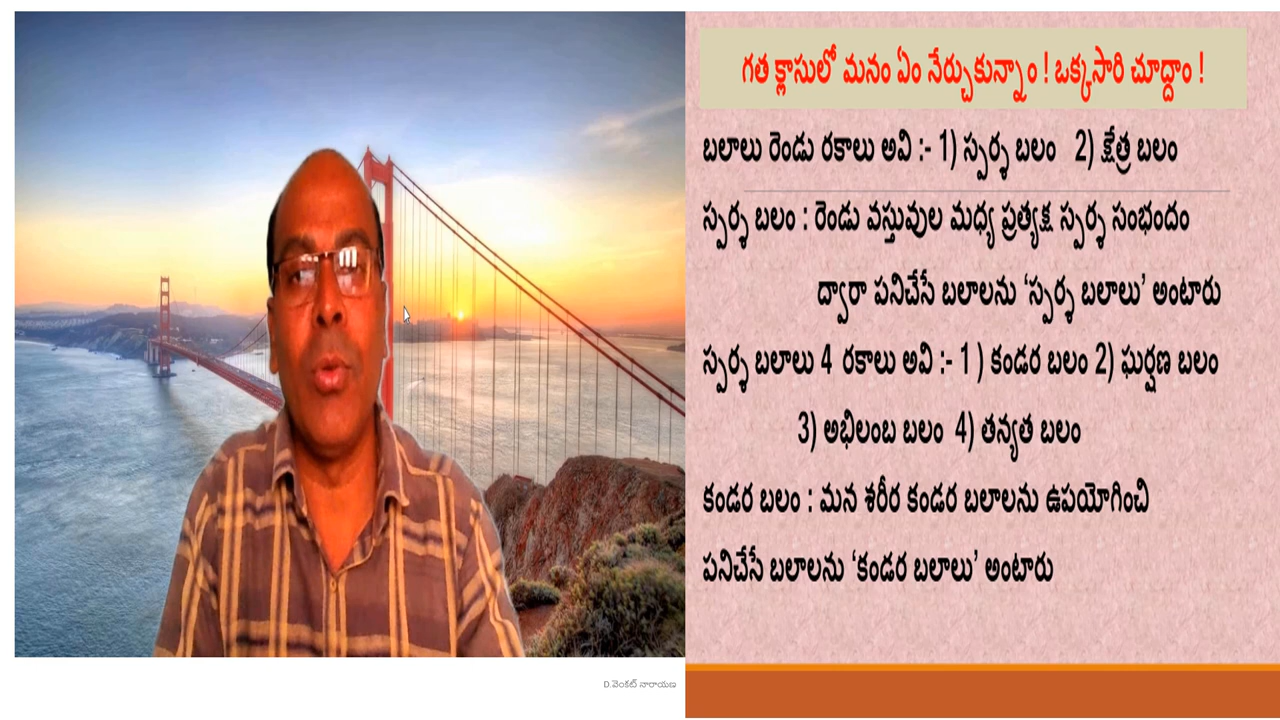 గత క్లాసులో మనం ఏం నేర్చుకున్నాం ! ఒక్కసారి చూద్దాం !
బలాలు రెండు రకాలు అవి :- 1) స్పర్శ బలం 2) క్షేత్ర బలం
స్పర్శ బలం : రెండు వస్తువుల మధ్య ప్రత్యక్ష స్పర్శ సంభందం
ద్వారా పనిచేసే బలాలను ‘స్పర్శ బలాలు’ అంటారు
స్పర్శ బలాలు 4 రకాలు అవి :- 1 ) కండర బలం 2) ఘర్షణ బలం
3) అభిలంబ బలం 4) తన్యత బలం
కండర బలం : మన శరీర కండర బలాలను ఉపయోగించి
పనిచేసే బలాలను ‘కండర బలాలు’ అంటారు
D.వెంకట్ నారాయణ